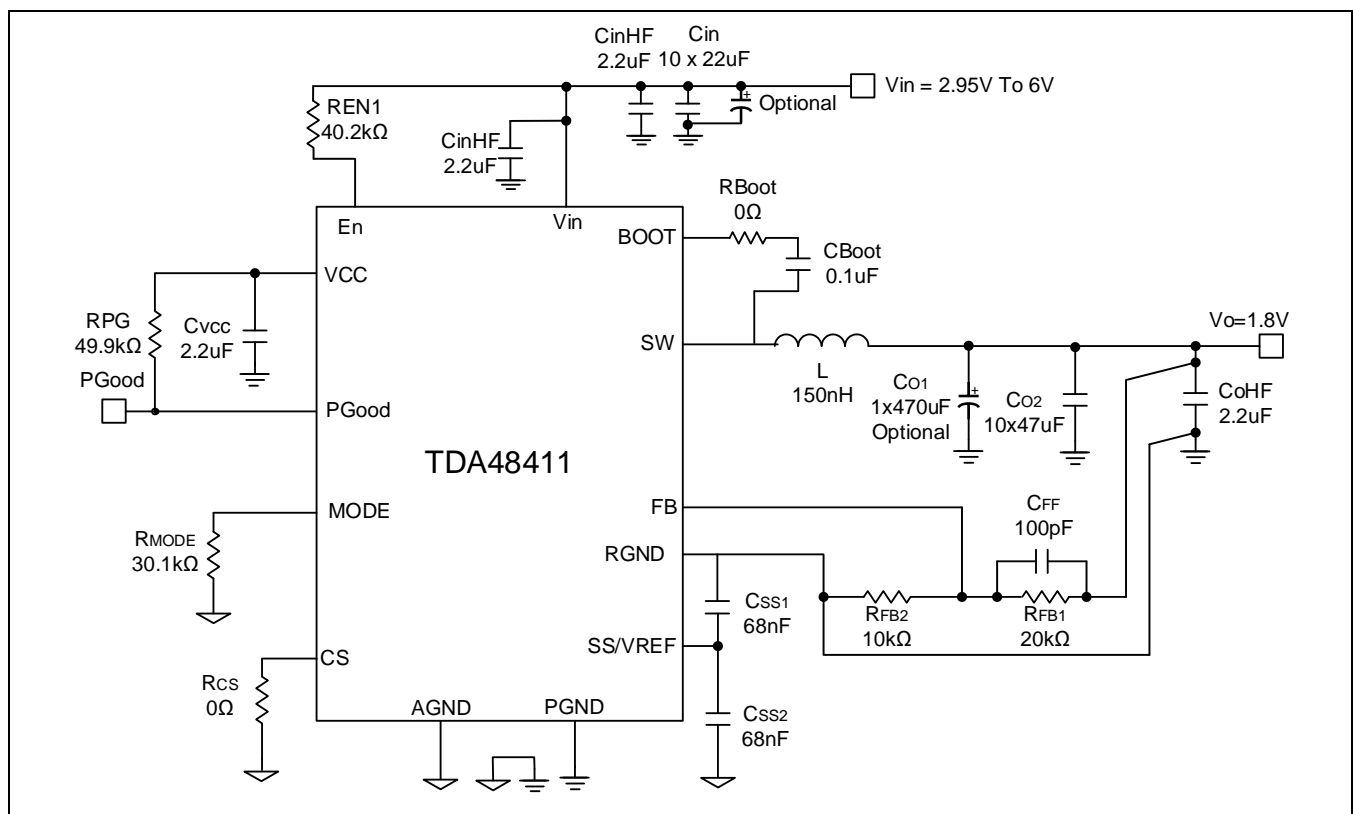 CinHF
2.2uF
Cin
10 x 22uF
Optional
Vin = 2.95V To 6V
REN1
40.2kΩ
CinHF
2.2uF
RBoot
0Ω
CBoot
0.1uF
En
Vin
BOOT
VCC
RPG
49.9kΩ
CVCC
2.2uF
PGood
PGood
SW
L
150nH
CO1
1x470uF
Optional
CO2
10x47uF
Vo=1.8V
CoHF
2.2uF
TDA48411
MODE
RMODE
30.1kΩ
FB
RGND
CFF
100pF
RFB2
10kΩ
RFB1
20kΩ
CSS1
68nF
SS/VREF
CSS2
68nF
CS
RCS
0Ω
AGND
PGND